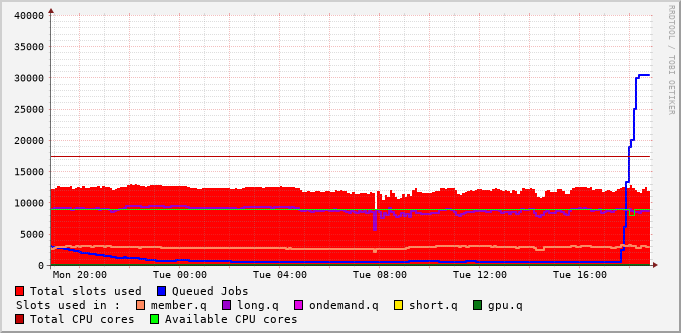 40000
35000
30000
25000
20000
15000
10000
5000
0
Mon 20:00 Tue 00:00 Tue 04:00 Tue 08:00 Tue 12:00 Tue 16:00
RRDTOOL / TOBI OETIKER
Total slots used Queued Jobs
Slots used in : member.q long.q ondemand.q short.q gpu.q
Total CPU cores Available CPU cores